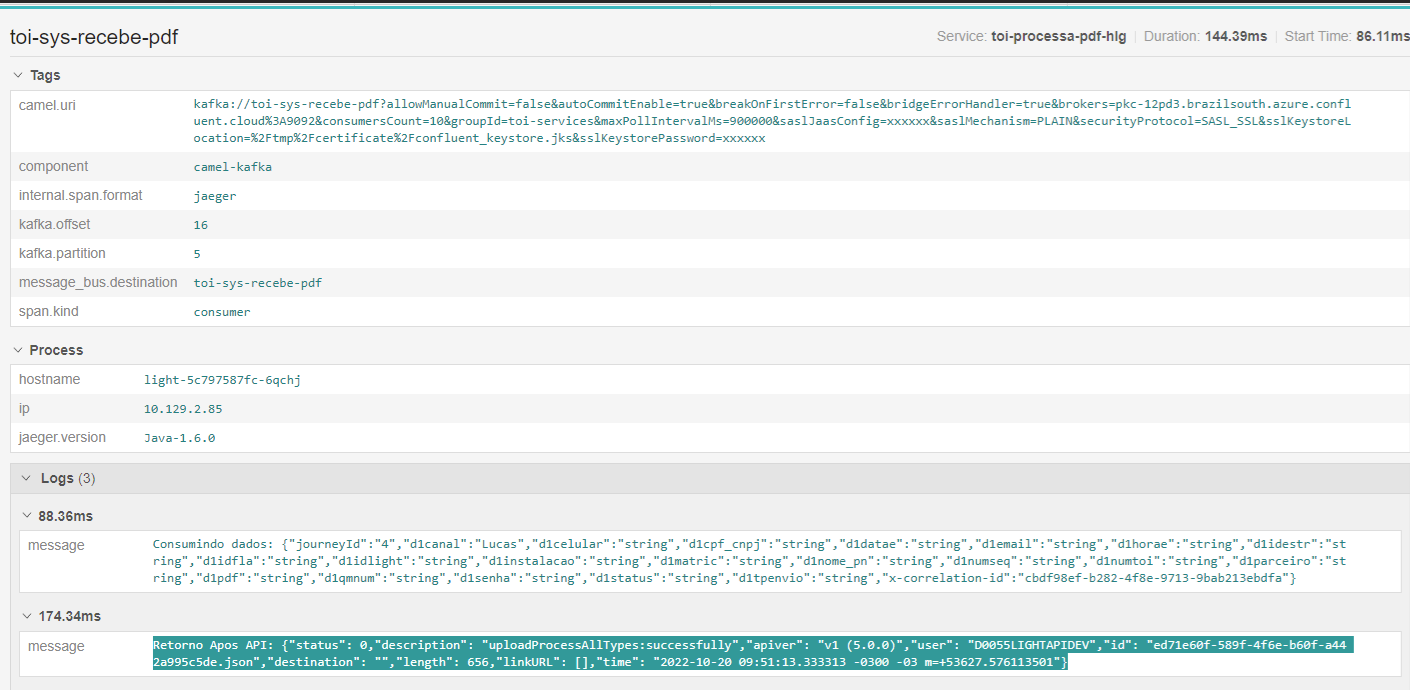 toi-sys-recebe-pdf
Service: toi-processa-pdf-hlg Duration: 144.39ms Start Time: 86.11ms
Tags
camel.uri kafka://toi-sys-recebe-pdf?allowManualCommit=false&autoCommitEnable=true&breakOnFirstError=false&bridgeErrorHandler=true&brokers=pkc-12pd3.brazilsouth.azure.confl
uent.cloud%3A9092&consumersCount=10&groupId=toi-services&maxPollIntervalMs=900000&saslJaasConfig=xxxxxx&saslMechanism=PLAIN&securityProtocol=SASL_SSL&sslKeystoreL
ocation=%2Ftmp%2Fcertificate%2Fconfluent_keystore.jks&sslKeystorePassword=xxxxxx
component camel-kafka
internal.span.format jaeger
kafka.offset 16
kafka.partition 5
message_bus.destination toi-sys-recebe-pdf
span.kind consumer
Process
hostname light-5c797587fc-6qchj
ip 10.129.2.85
jaeger.version Java-1.6.0
Logs (3)
88.36ms
message Consumindo dados: {"journeyId":"4","d1canal":"Lucas","d1celular":"string","d1cpf_cnpj":"string","d1datae":"string","d1email":"string","d1horae":"string","d1idestr":"st
ring","d1idfla":"string","d1idlight":"string","d1instalacao":"string","d1matric":"string","d1nome_pn":"string","d1numseq":"string","d1numtoi":"string","d1parceiro":"st
ring","d1pdf":"string","d1qmnum":"string","d1senha":"string","d1status":"string","d1tpenvio":"string","x-correlation-id":"cbdf98ef-b282-4f8e-9713-9bab213ebdfa"}
174.34ms
message Retorno Apos API: {"status": 0,"description": "uploadProcessAllTypes:successfully","apiver": "v1 (5.0.0)","user": "D0055LIGHTAPIDEV","id": "ed71e60f-589f-4f6e-b60f-a44
2a995c5de.json","destination": "","length": 656,"linkURL": [],"time": "2022-10-20 09:51:13.333313 -0300 -03 m=+53627.576113501"}